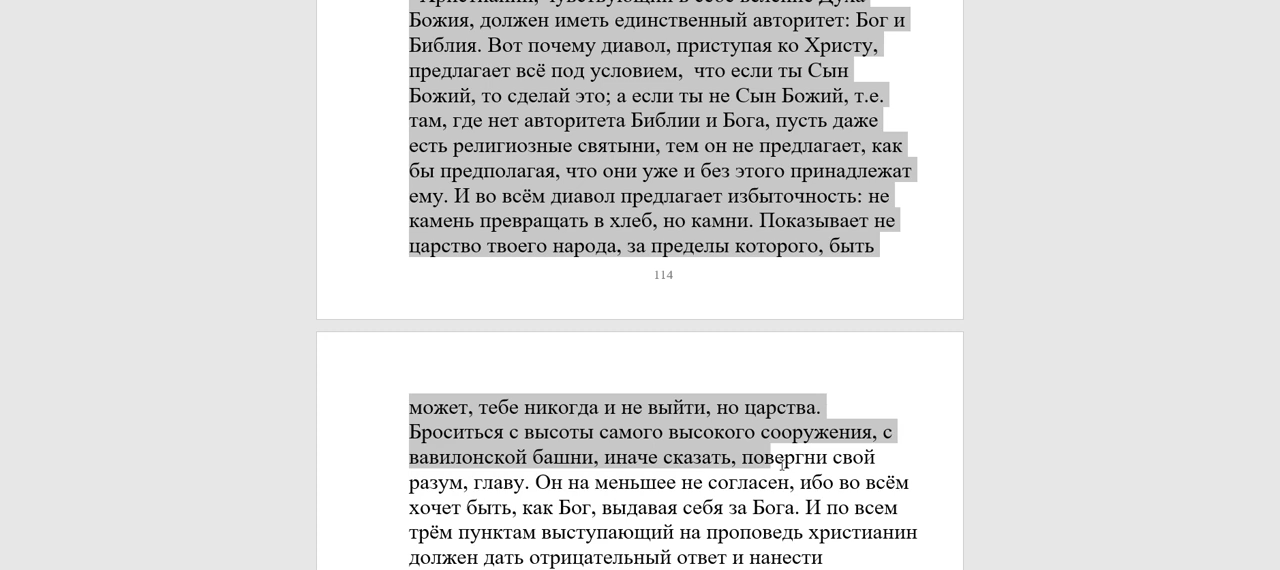 Христианин, чувствующий в себе веление Духа
Божия, должен иметь единственный авторитет: Бог и
Библия. Вот почему диавол, приступая ко Христу,
предлагает всё под условием,  что если ты Сын
Божий, то сделай это; а если ты не Сын Божий, т.е.
там, где нет авторитета Библии и Бога, пусть даже
есть религиозные святыни, тем он не предлагает, как
бы предполагая, что они уже и без этого принадлежат
ему. И во всём диавол предлагает избыточность: не
камень превращать в хлеб, но камни. Показывает не
царство твоего народа, за пределы которого, быть
114
может, тебе никогда и не выйти, но царства.
Броситься с высоты самого высокого сооружения, с
вавилонской башни, иначе сказать, повергни свой
разум, главу. Он на меньшее не согласен, ибо во всём
хочет быть, как Бог, выдавая себя за Бога. И по всем
трём пунктам выступающий на проповедь христианин
должен дать отрицательный ответ и нанести